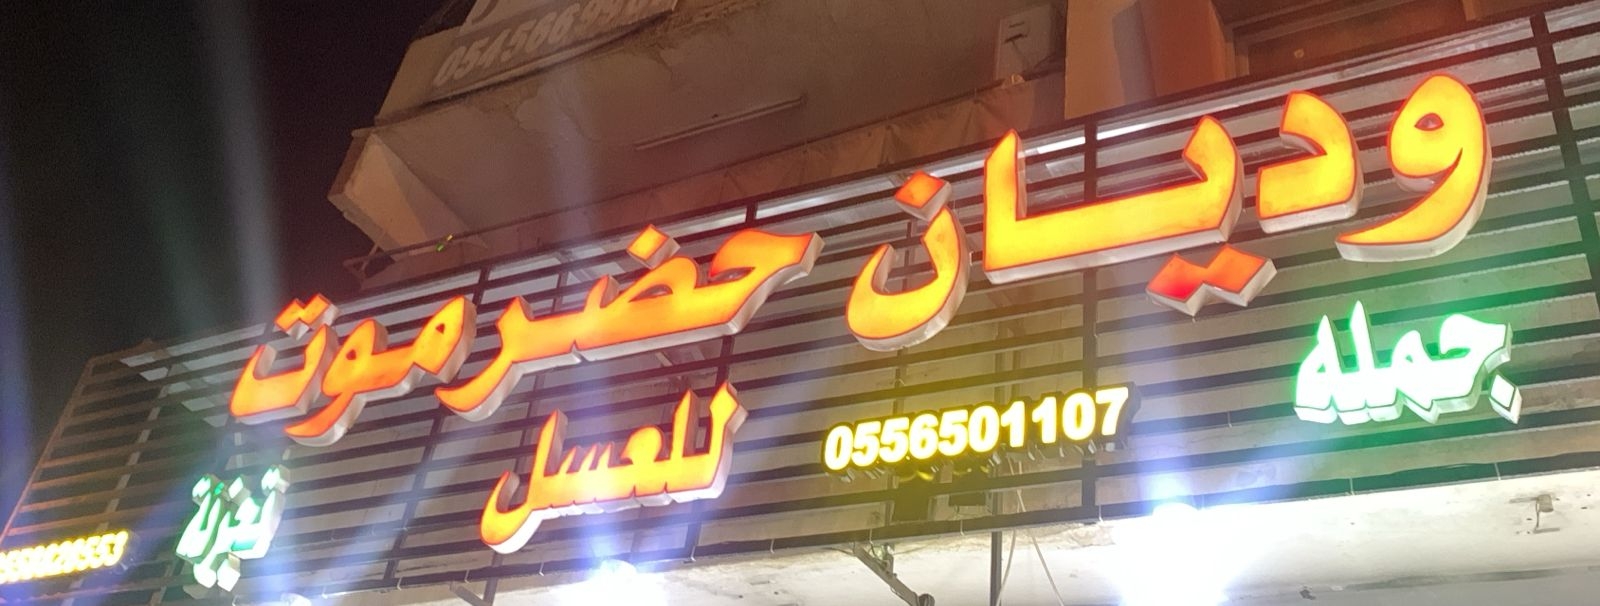 وديان حضرموت
للعسل
جمله
0556501107
تجزئة